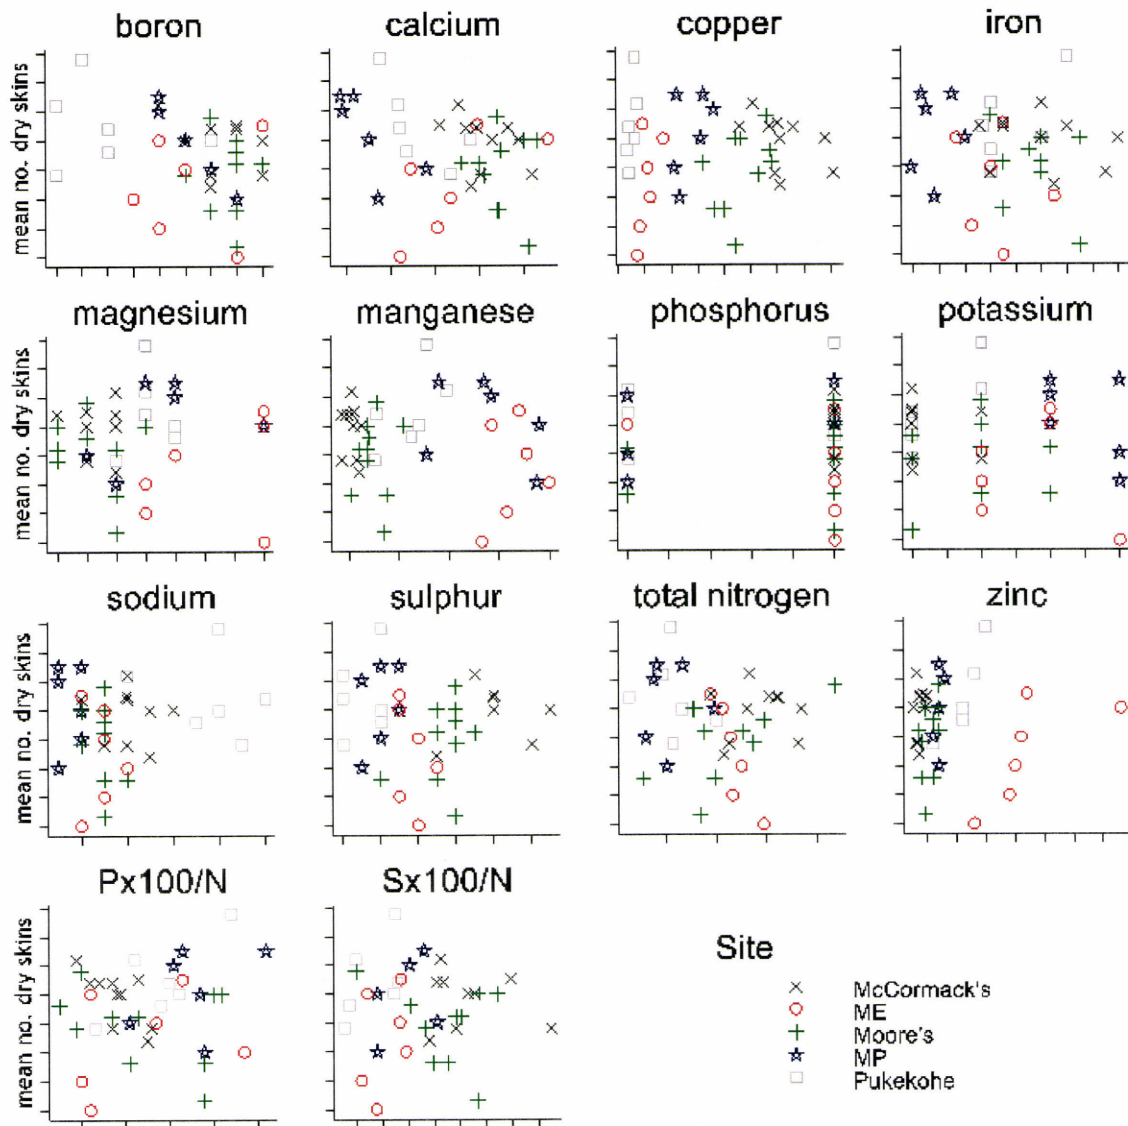 boron calcium copper iron
mean no. dry skins
magnesium manganese phosphorus potassium
mean no. dry skins
sodium sulphur total nitrogen zinc
mean no. dry skins
Px100/N Sx100/N
mean no. dry skins
Site
McCormack's
ME
Moore's
MP
Pukekohe